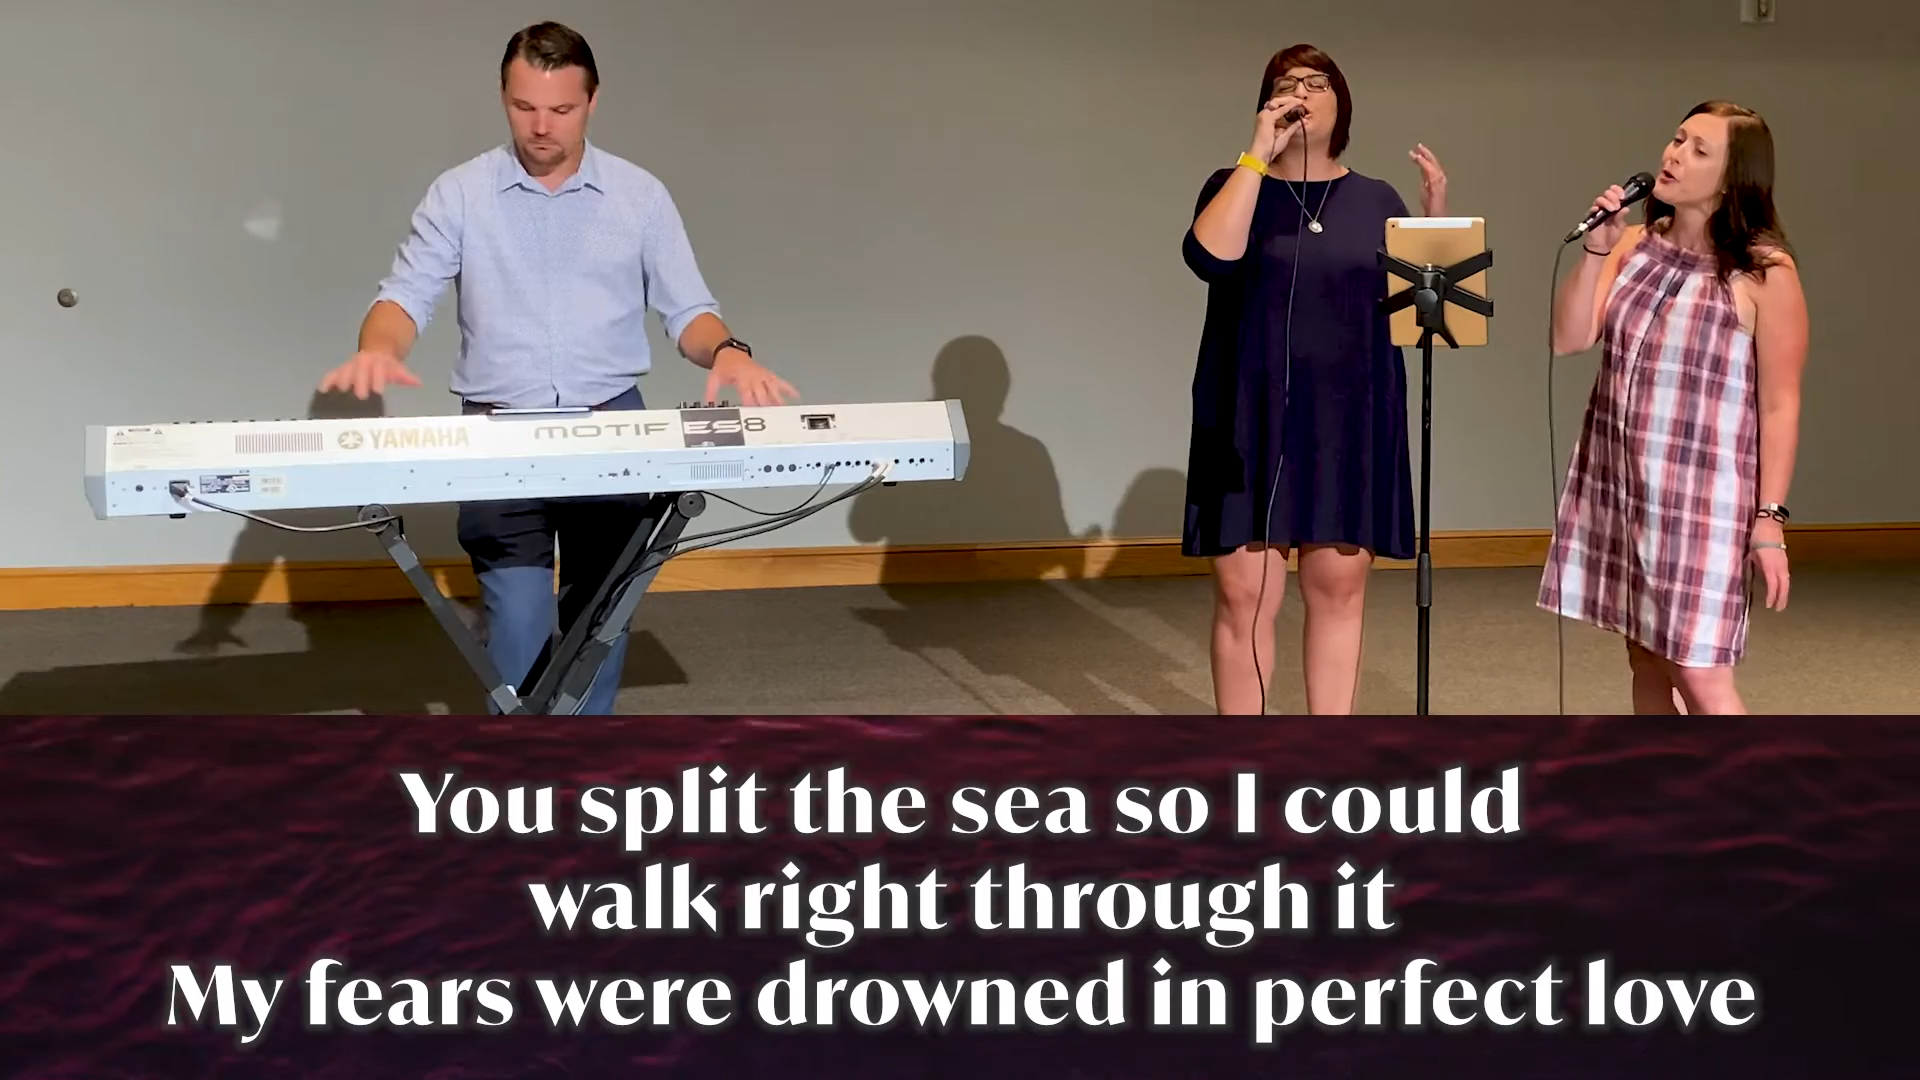 YAMAHA MOTIF ES8
You split the sea so I could
walk right through it
My fears were drowned in perfect love